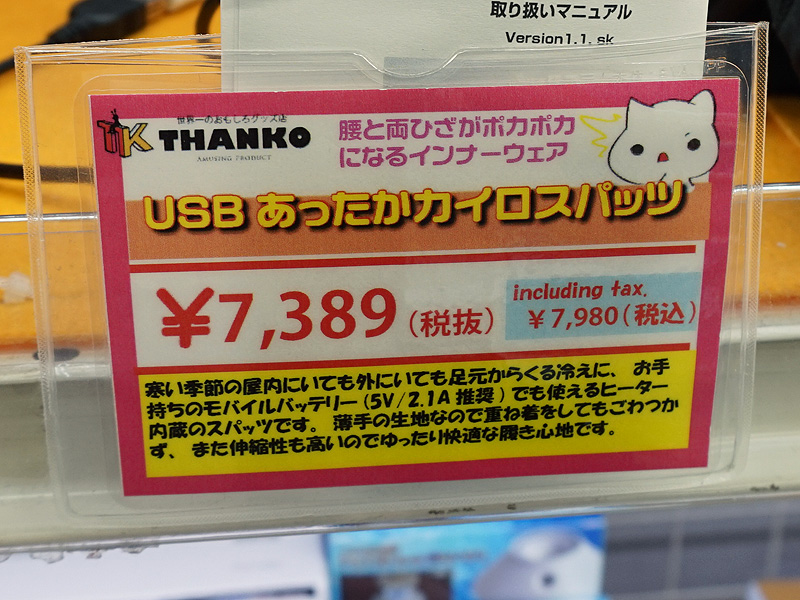 取り扱いマニュアル
Version1.1. sk
世界一のおもしろグッズ店
TK THANKO
AMUSING PRODUCT
腰と両ひざがポカポカ
になるインナーウェア
USB あったかカイロスパッツ
¥7,389(税抜)
including tax.
¥7,980(税込)
寒い季節の屋内にいても外にいても足元からくる冷えに、 お手
持ちのモバイルバッテリー(5V/2.1A 推奨)でも使えるヒーター
内蔵のスパッツです。 薄手の生地なので重ね着をしてもごわつか
ず、 また伸縮性も高いのでゆったり快適な履き心地です。